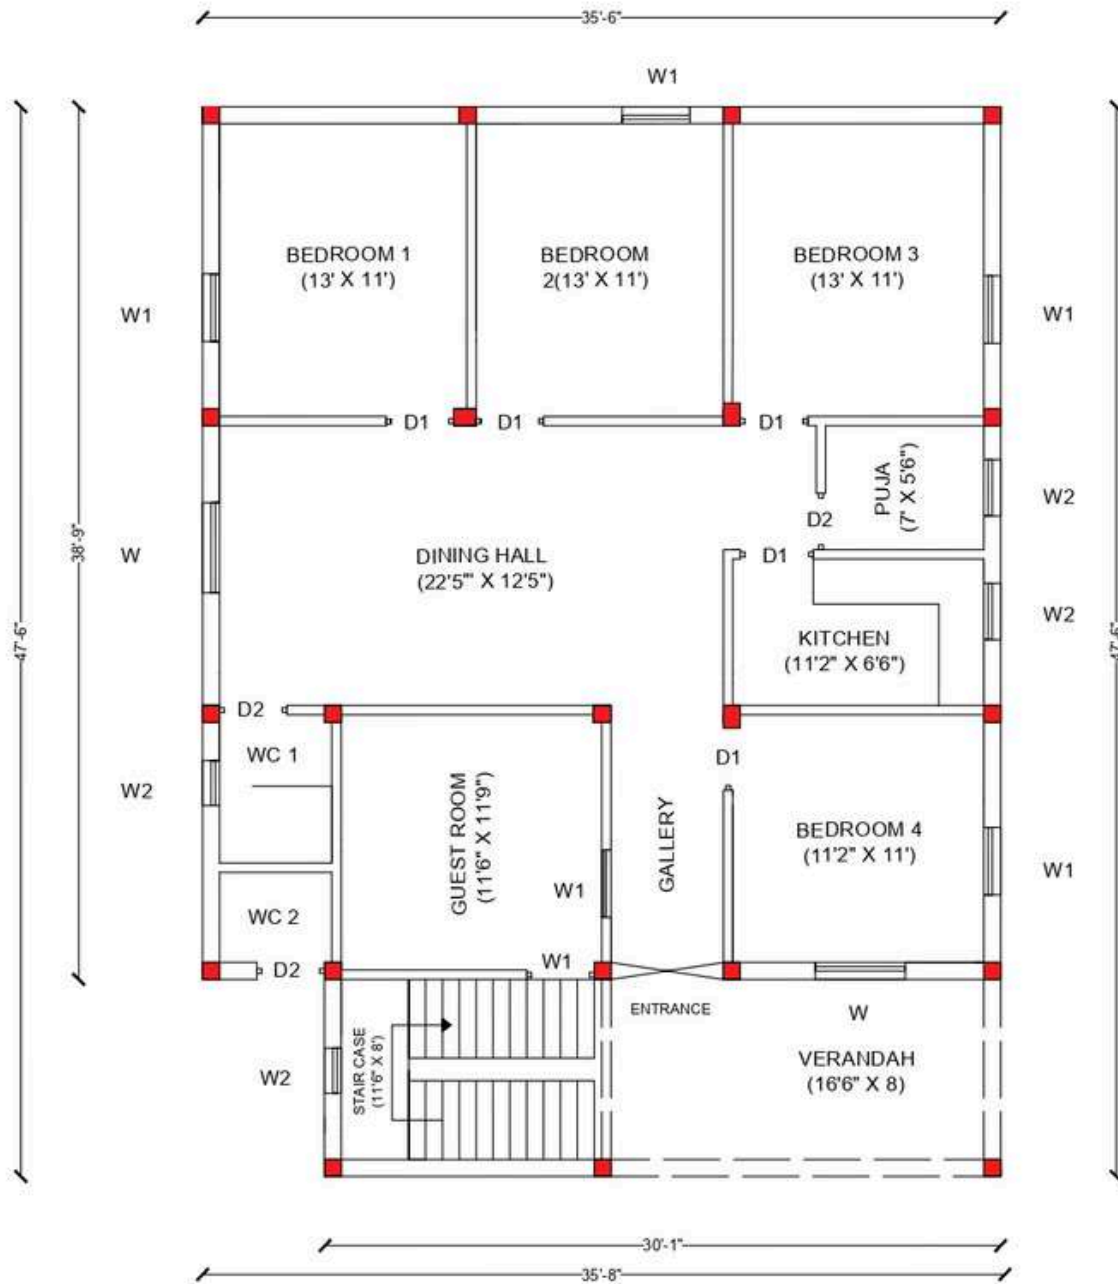 35'-6"
W1
BEDROOM 1
(13' X 11')
BEDROOM
2(13' X 11')
BEDROOM 3
(13' X 11')
W1
W1
D1
D1
D1
PUJA
(7' X 5'6")
W2
D2
38'-9"
W
DINING HALL
(22'5"' X 12'5")
D1
W2
KITCHEN
(11'2" X 6'6")
47'-6"
47'-6"
D2
WC 1
D1
W2
GUEST ROOM
(11'6" X 11'9")
GALLERY
BEDROOM 4
(11'2" X 11')
W1
W1
WC 2
D2
W1
ENTRANCE
W
STAIR CASE
(11'6" X 8')
W2
VERANDAH
(16'6" X 8)
30'-1"
35'-8"